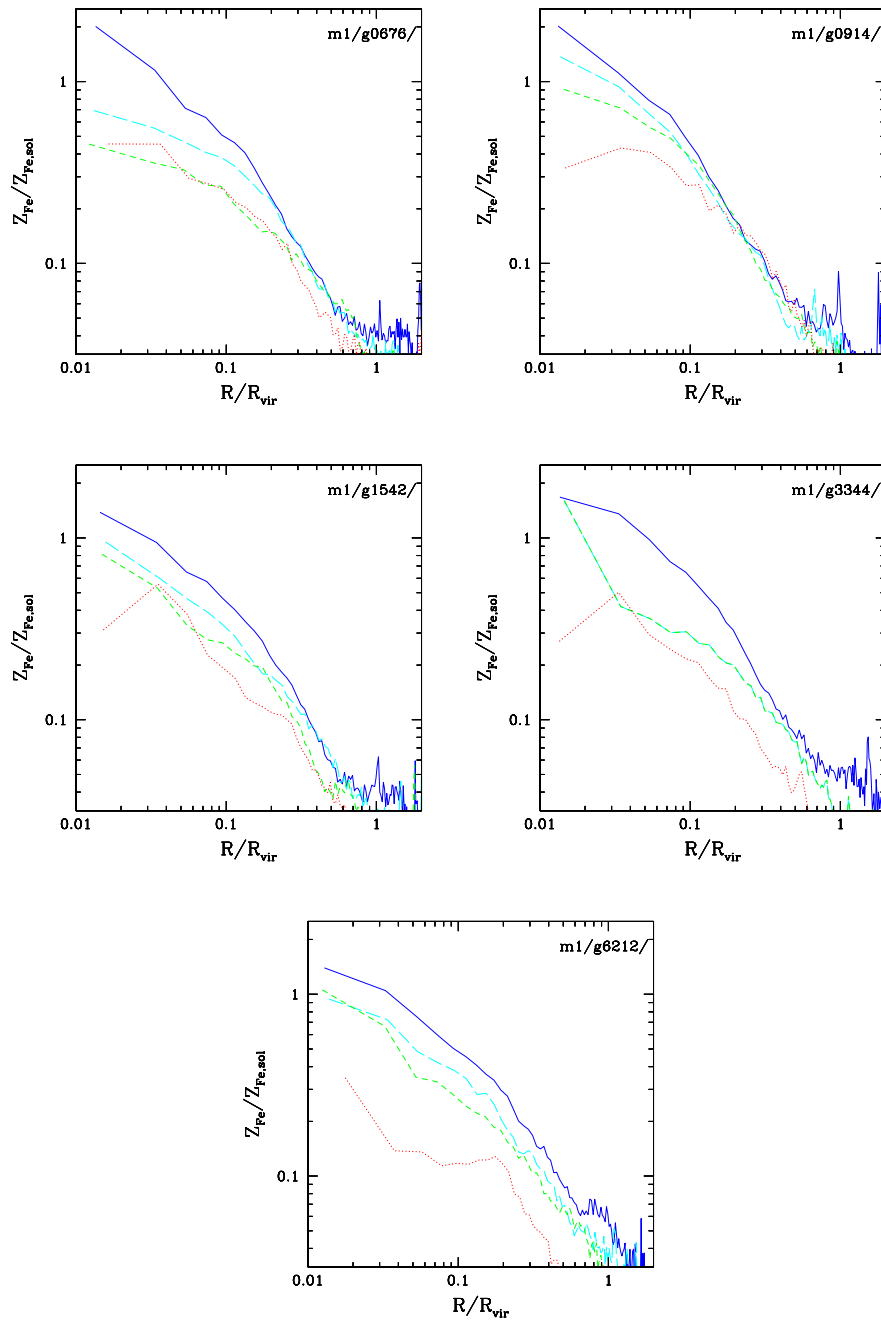 m1/g0676/
1
0.1
Z_Fe/Z_Fe,sol
0.01
0.1
1
R/R_vir
m1/g0914/
1
0.1
Z_Fe/Z_Fe,sol
0.01
0.1
1
R/R_vir
m1/g1542/
1
0.1
Z_Fe/Z_Fe,sol
0.01
0.1
1
R/R_vir
m1/g3344/
1
0.1
Z_Fe/Z_Fe,sol
0.01
0.1
1
R/R_vir
m1/g6212/
1
0.1
Z_Fe/Z_Fe,sol
0.01
0.1
1
R/R_vir